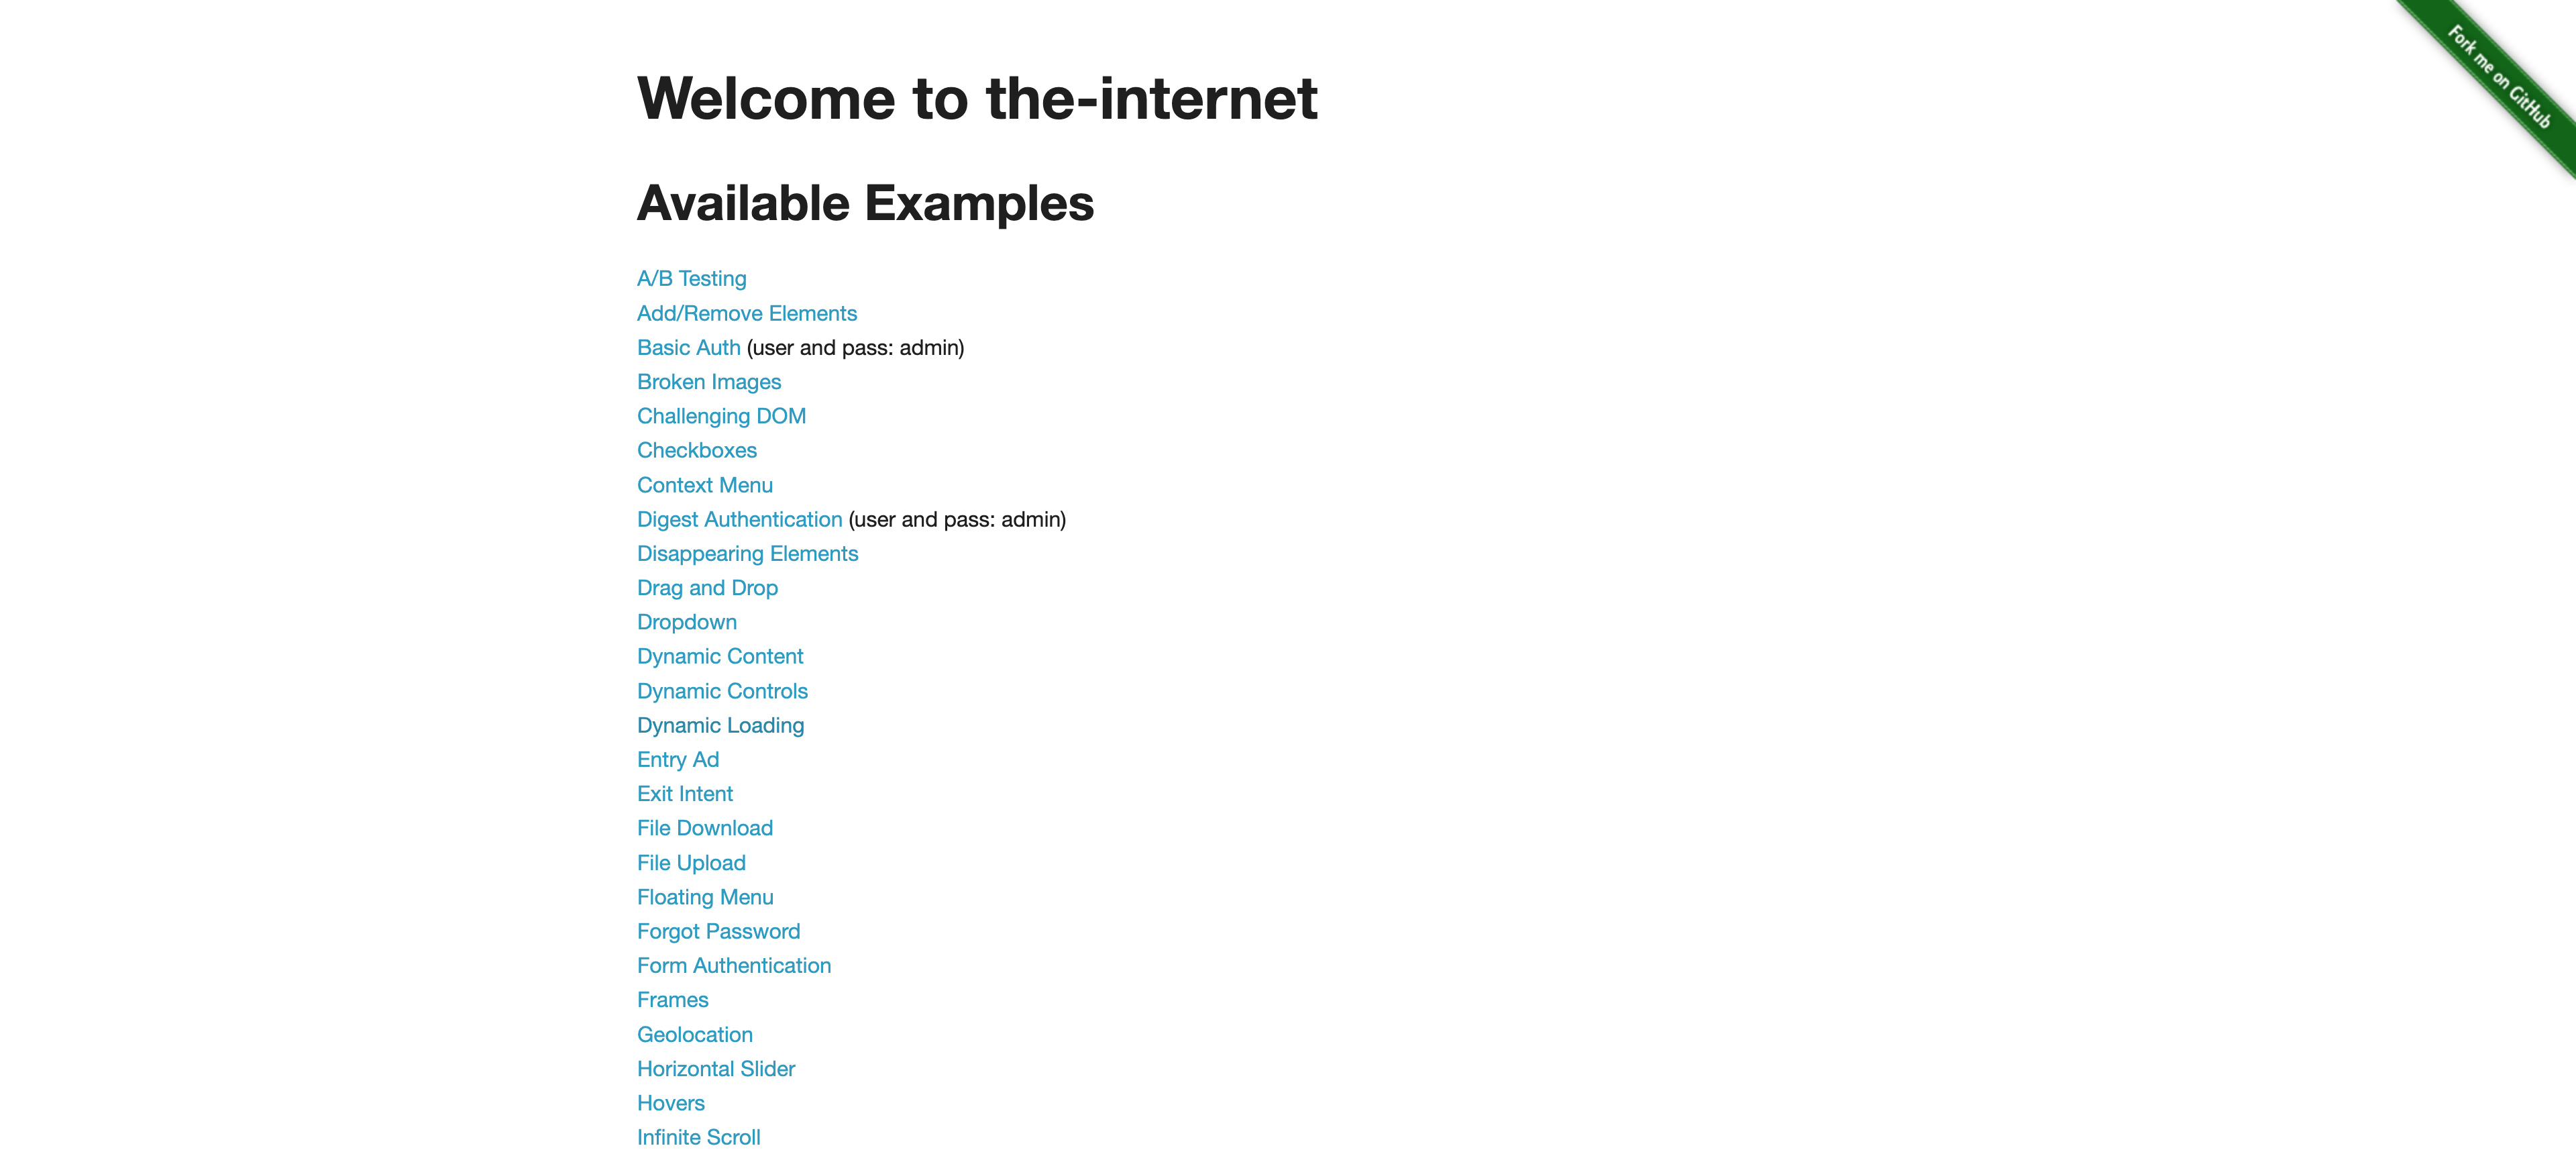 Fork me on GitHub
Welcome to the-internet
Available Examples
A/B Testing
Add/Remove Elements
Basic Auth (user and pass: admin)
Broken Images
Challenging DOM
Checkboxes
Context Menu
Digest Authentication (user and pass: admin)
Disappearing Elements
Drag and Drop
Dropdown
Dynamic Content
Dynamic Controls
Dynamic Loading
Entry Ad
Exit Intent
File Download
File Upload
Floating Menu
Forgot Password
Form Authentication
Frames
Geolocation
Horizontal Slider
Hovers
Infinite Scroll